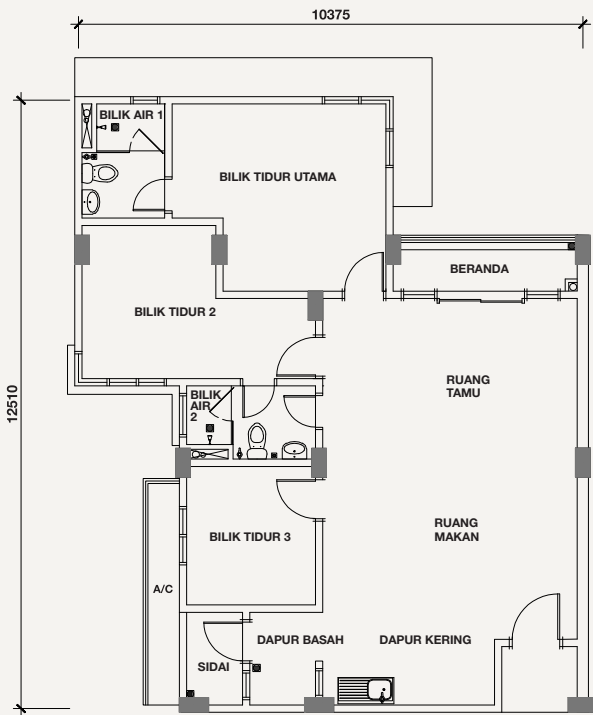 10375
BILIK AIR 1
BILIK TIDUR UTAMA
BERANDA
BILIK TIDUR 2
RUANG
TAMU
12510
BILIK
AIR
2
RUANG
MAKAN
BILIK TIDUR 3
A/C
DAPUR BASAH
DAPUR KERING
SIDAI